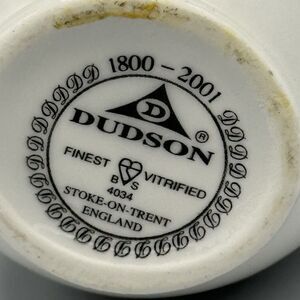 1800 – 2001
D
DUDSON ®
FINEST VITRIFIED
B S
4034
STOKE-ON-TRENT
ENGLAND